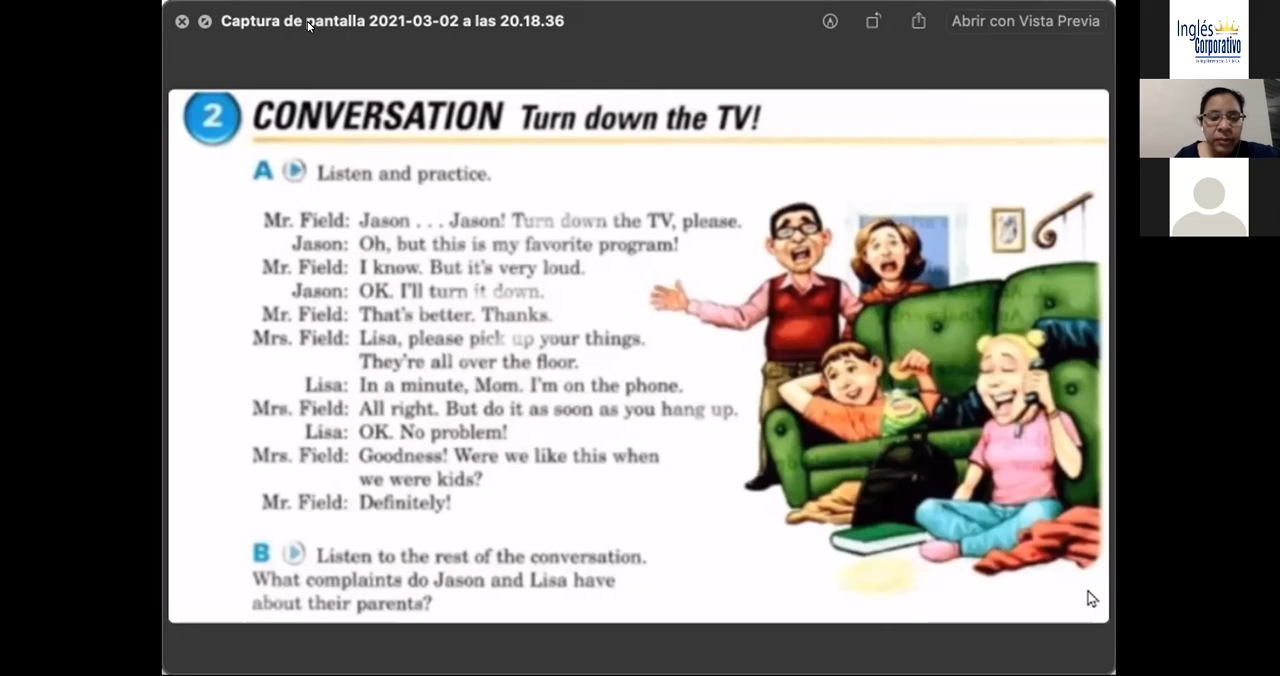 Captura de pantalla 2021-03-02 a las 20.18.36
Abrir con Vista Previa
Inglés
Corporativo
2 CONVERSATION Turn down the TV!
A Listen and practice.
Mr. Field: Jason . . . Jason! Turn down the TV, please.
Jason: Oh, but this is my favorite program!
Mr. Field: I know. But it's very loud.
Jason: OK. I'll turn it down.
Mr. Field: That's better. Thanks.
Mrs. Field: Lisa, please pick up your things.
They're all over the floor.
Lisa: In a minute, Mom. I'm on the phone.
Mrs. Field: All right. But do it as soon as you hang up.
Lisa: OK. No problem!
Mrs. Field: Goodness! Were we like this when
we were kids?
Mr. Field: Definitely!
B Listen to the rest of the conversation.
What complaints do Jason and Lisa have
about their parents?